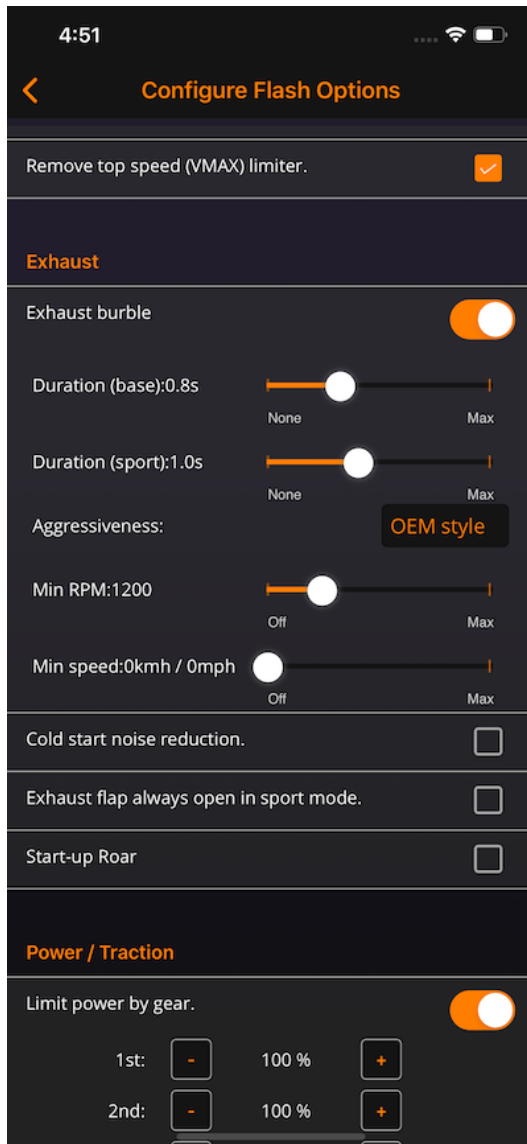 4:51
Configure Flash Options
Remove top speed (VMAX) limiter.
Exhaust
Exhaust burble
Duration (base):0.8s
None Max
Duration (sport):1.0s
None Max
Aggressiveness: OEM style
Min RPM:1200
Off Max
Min speed:0kmh / 0mph
Off Max
Cold start noise reduction.
Exhaust flap always open in sport mode.
Start-up Roar
Power / Traction
Limit power by gear.
1st: - 100 % +
2nd: - 100 % +